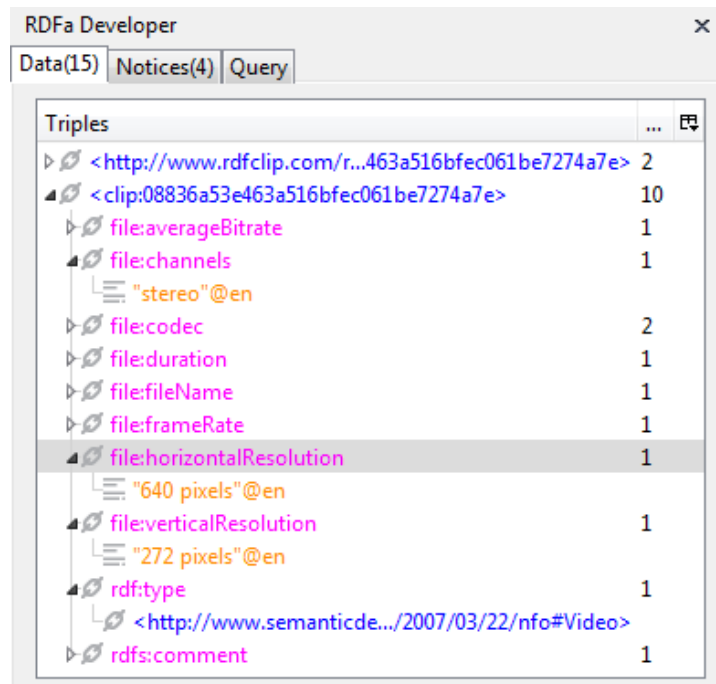 RDFa Developer
Data(15) Notices(4) Query
Triples ...
<http://www.rdfclip.com/r...463a516bfec061be7274a7e> 2
<clip:08836a53e463a516bfec061be7274a7e> 10
file:averageBitrate 1
file:channels 1
"stereo"@en
file:codec 2
file:duration 1
file:fileName 1
file:frameRate 1
file:horizontalResolution 1
"640 pixels"@en
file:verticalResolution 1
"272 pixels"@en
rdf:type 1
<http://www.semanticde.../2007/03/22/nfo#Video>
rdfs:comment 1